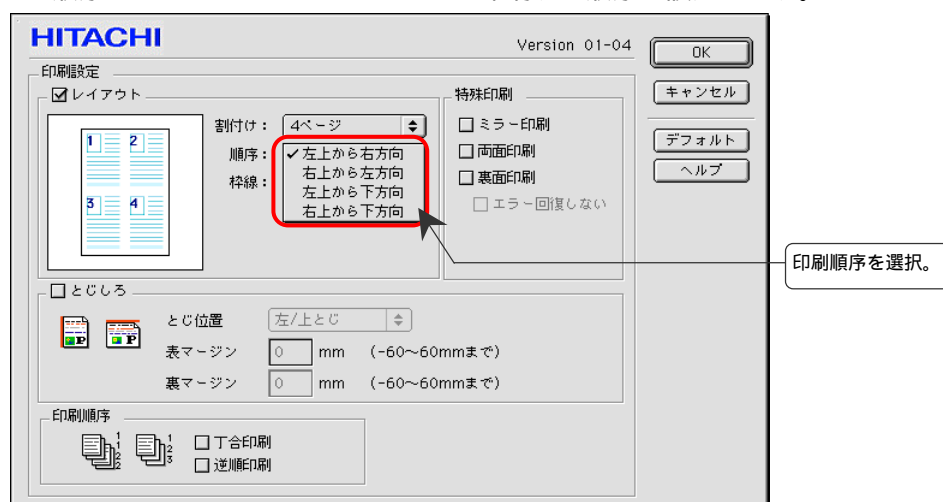 HITACHI
Version 01-04
OK
キャンセル
デフォルト
ヘルプ
印刷設定
レイアウト
割付け： 4ページ
順序： ✓左上から右方向
右上から左方向
左上から下方向
右上から下方向
枠線：
1 2
3 4
特殊印刷
ミラー印刷
両面印刷
裏面印刷
エラー回復しない
印刷順序を選択。
とじしろ
とじ位置 左/上とじ
表マージン 0 mm (-60〜60mmまで)
裏マージン 0 mm (-60〜60mmまで)
P P
印刷順序
1 1 2 2
1 2 3
丁合印刷
逆順印刷